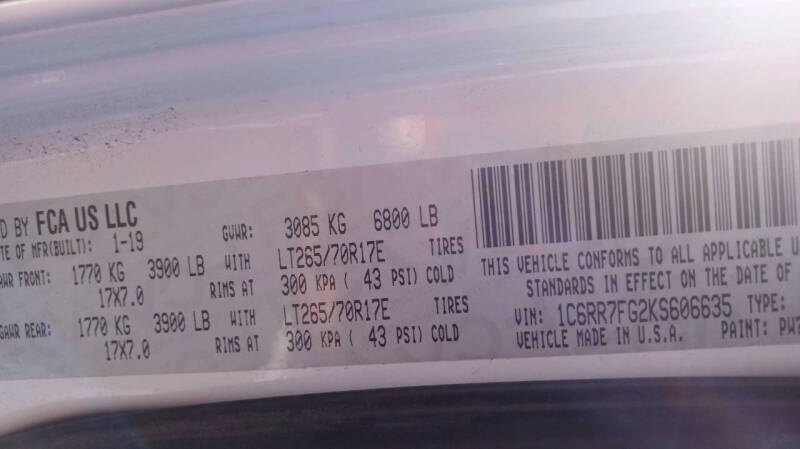 D BY FCA US LLC
TE OF MFR(BUILT): 1-19 GVWR: 3085 KG 6800 LB
AWR FRONT: 1770 KG 3900 LB WITH LT265/70R17E TIRES
17X7.0 RIMS AT 300 KPA ( 43 PSI) COLD
GAWR REAR: 1770 KG 3900 LB WITH LT265/70R17E TIRES
17X7.0 RIMS AT 300 KPA ( 43 PSI) COLD
THIS VEHICLE CONFORMS TO ALL APPLICABLE U
STANDARDS IN EFFECT ON THE DATE OF
VIN: 1C6RR7FG2KS606635 TYPE:
VEHICLE MADE IN U.S.A. PAINT: PW7